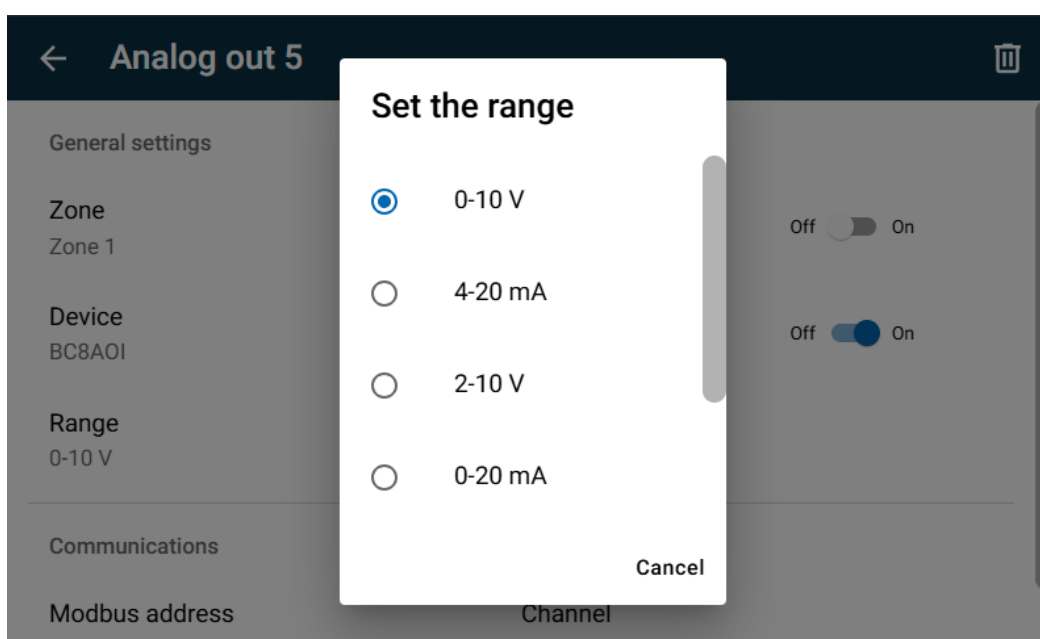 Analog out 5
General settings
Zone
Zone 1
Off On
Device
BC8AOI
Off On
Range
0-10 V
Communications
Modbus address
Channel
Set the range
0-10 V
4-20 mA
2-10 V
0-20 mA
Cancel